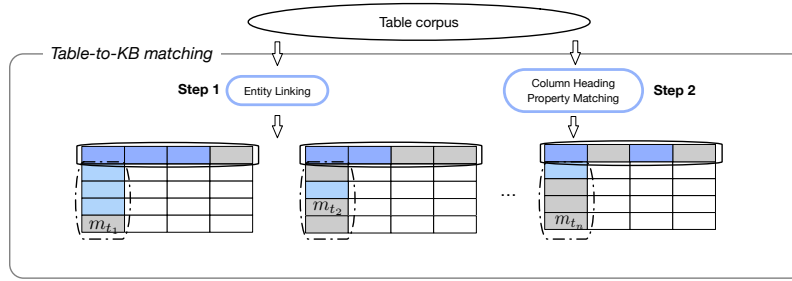 Table corpus
Table-to-KB matching
Step 1
Entity Linking
Column Heading
Property Matching
Step 2
m_{t_1}
m_{t_2}
...
m_{t_n}